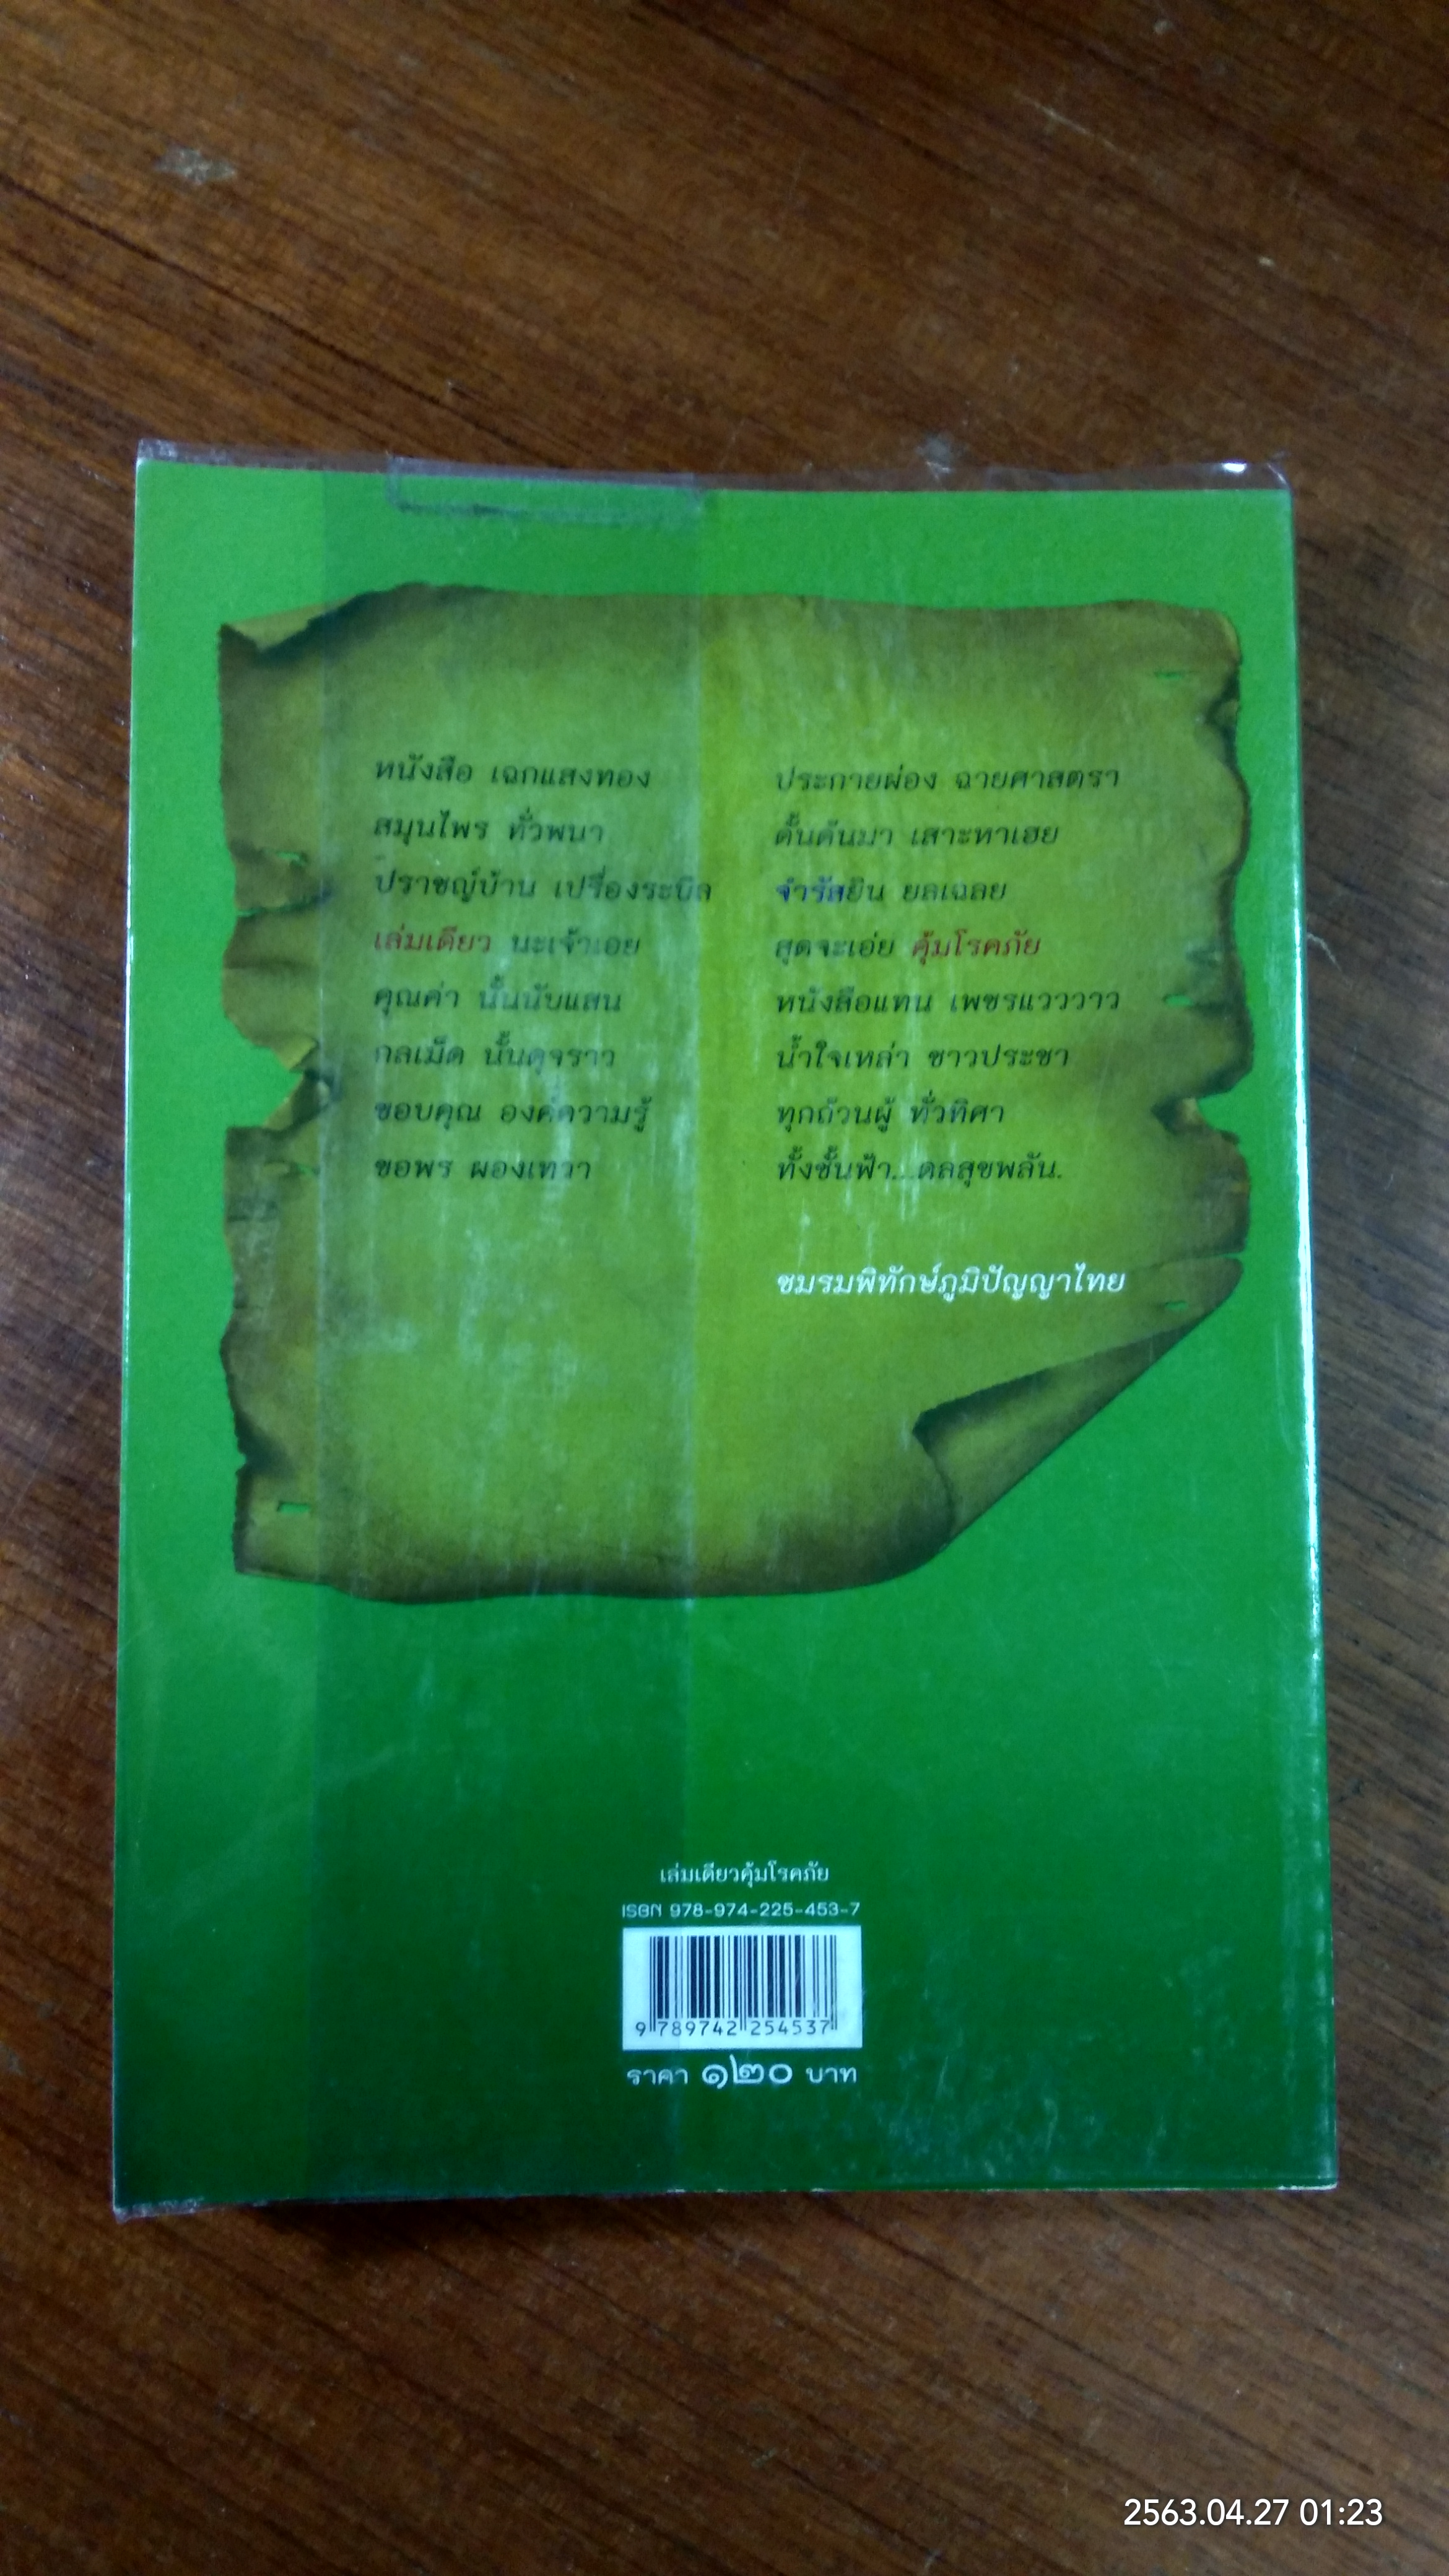 หนังสือ เฉกแสงทอง ประกายผ่อง ฉายศาสตรา
สมุนไพร ทั่วพนา ดั้นด้นมา เสาะหาเฮย
ปราชญ์บ้าน เปรื่องระบิล จำรัสยิน ยลเฉลย
เล่มเดียว นะเจ้าเอย สุดจะเอ่ย คุ้มโรคภัย
คุณค่า นั้นนับแสน หนังสือแทน เพชรแวววาว
กลเม็ด นั้นดุจราว น้ำใจเหล่า ชาวประชา
ขอบคุณ องค์ความรู้ ทุกถ้วนผู้ ทั่วทิศา
ขอพร ผองเทวา ทั้งชั้นฟ้า...ดลสุขพลัน.
ชมรมพิทักษ์ภูมิปัญญาไทย
เล่มเดียวคุ้มโรคภัย
ISBN 978-974-225-453-7
9 789742 254537
ราคา ๑๒๐ บาท
2563.04.27 01:23